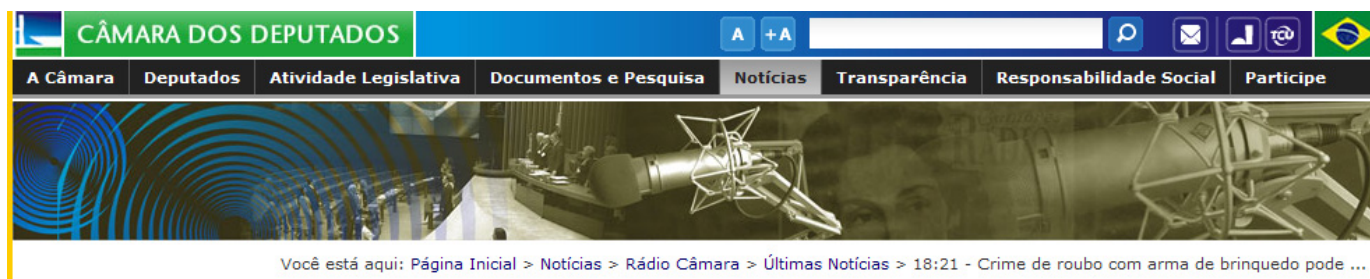 CÂMARA DOS DEPUTADOS A +A
A Câmara Deputados Atividade Legislativa Documentos e Pesquisa Notícias Transparência Responsabilidade Social Participe
Você está aqui: Página Inicial > Notícias > Rádio Câmara > Últimas Notícias > 18:21 - Crime de roubo com arma de brinquedo pode ...